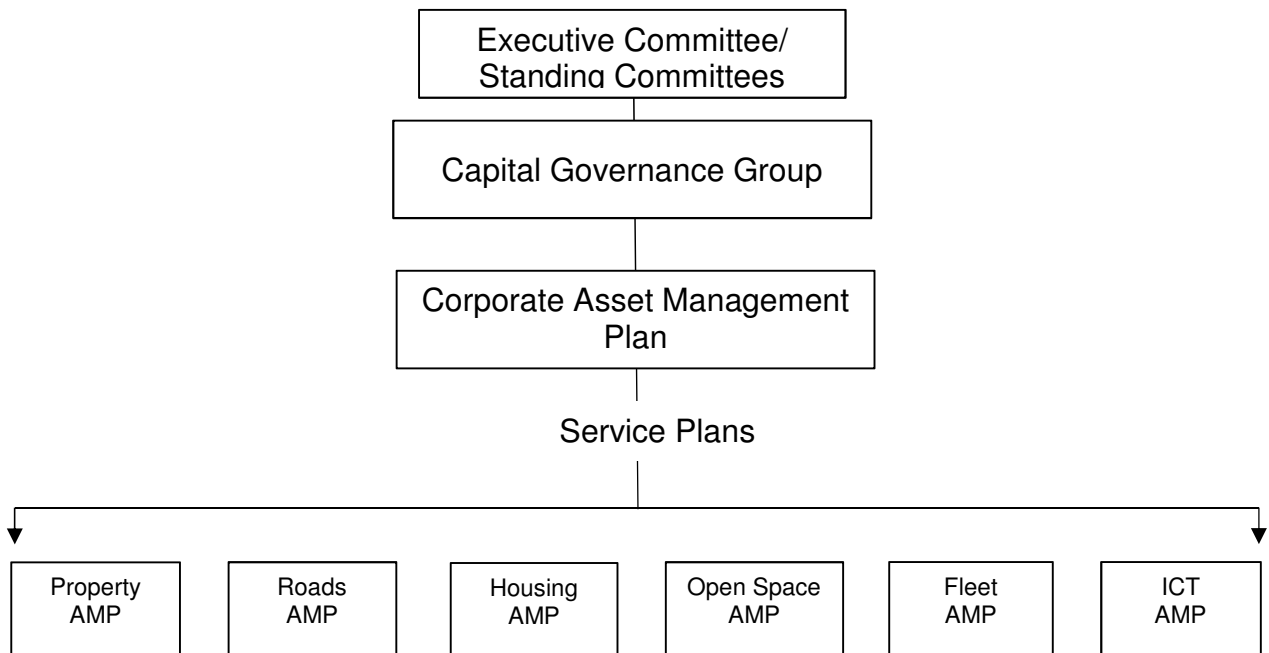 Executive Committee/
Standing Committees
Capital Governance Group
Corporate Asset Management
Plan
Service Plans
Property
AMP
Roads
AMP
Housing
AMP
Open Space
AMP
Fleet
AMP
ICT
AMP